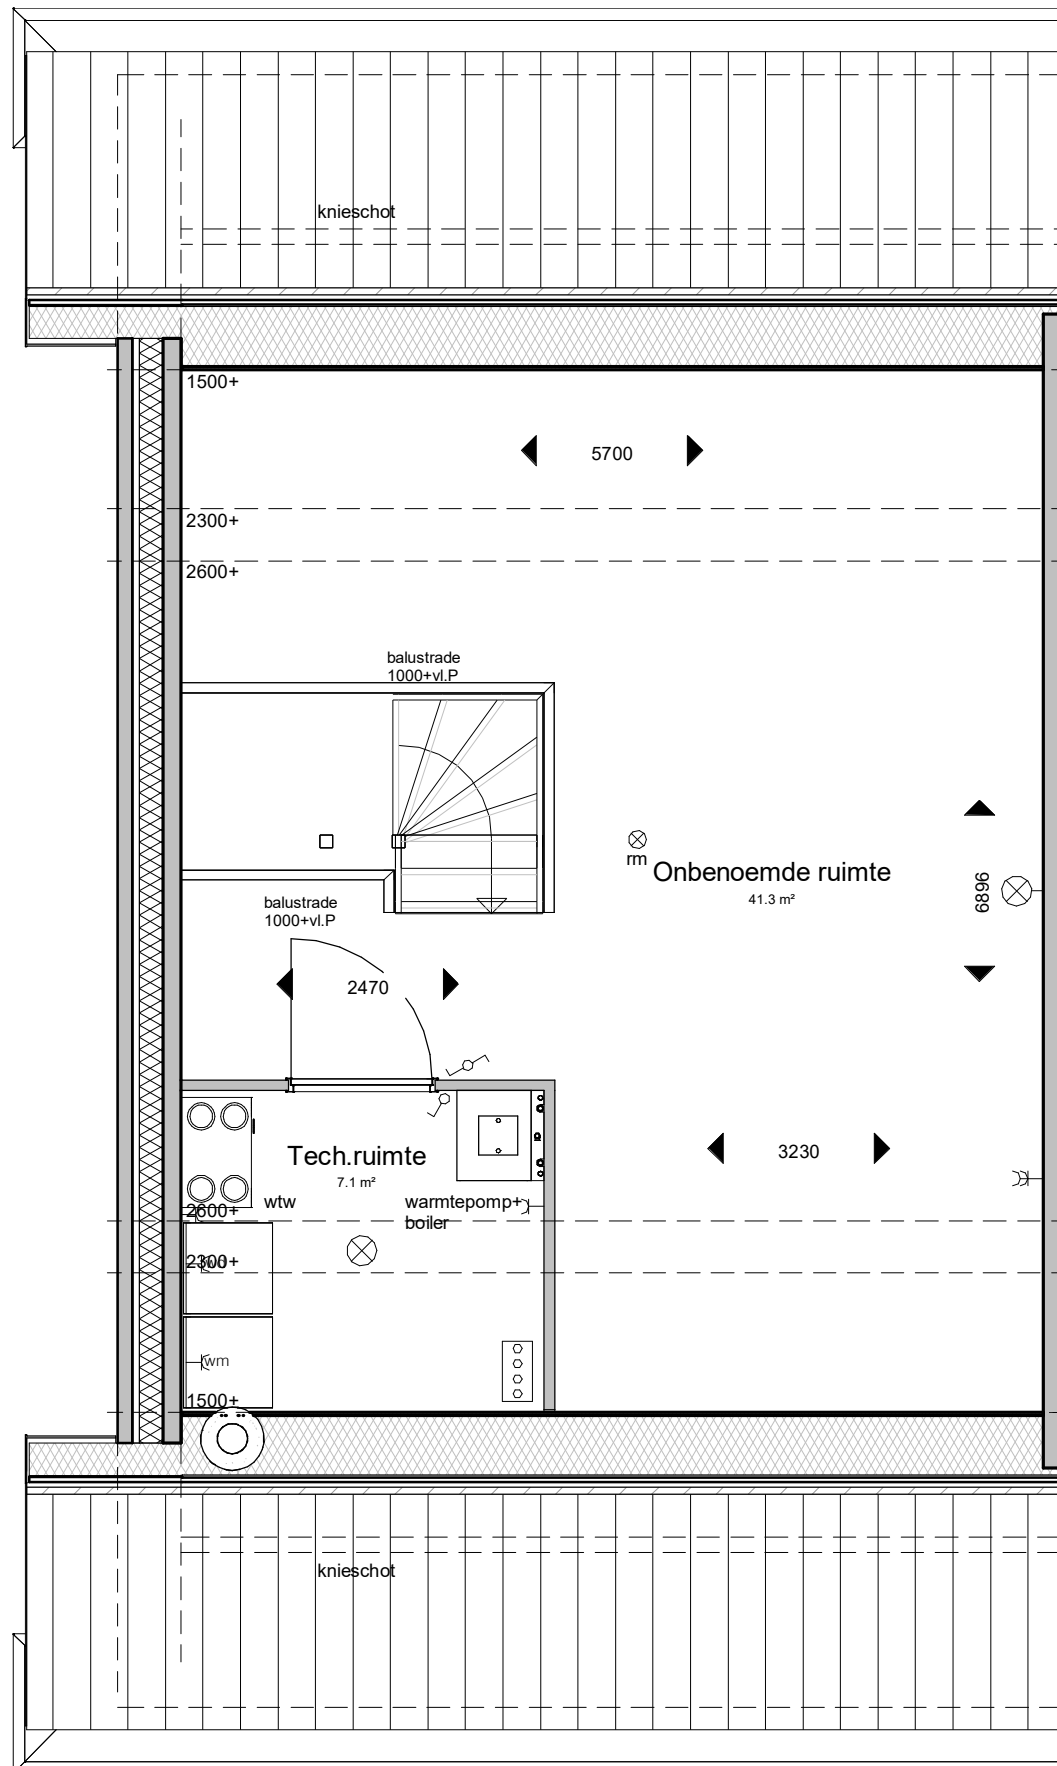 knieschot
1500+
5700
2300+
2600+
balustrade
1000+vl.P
rm
Onbenoemde ruimte
41.3 m²
6896
balustrade
1000+vl.P
2470
Tech.ruimte
7.1 m²
3230
wtw
warmtepomp+
boiler
2600+
2300+
wm
1500+
knieschot